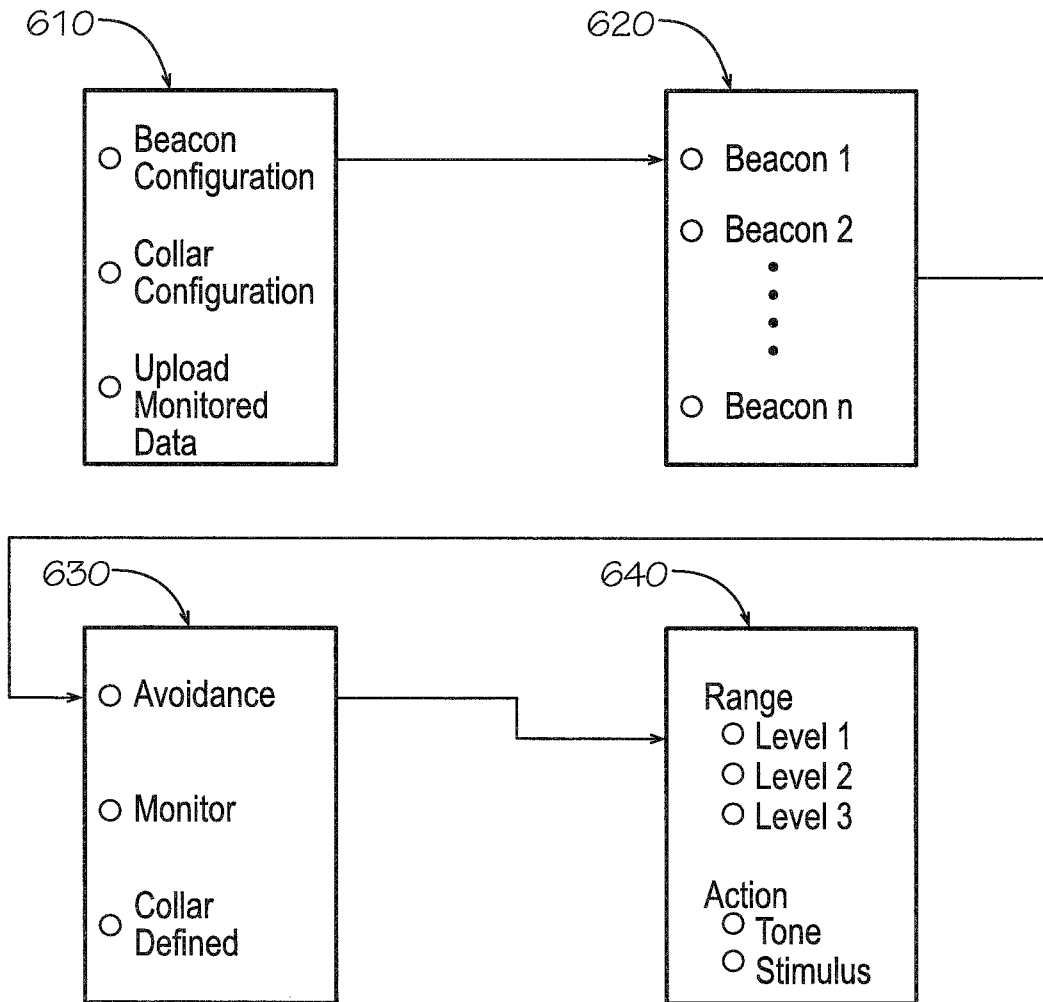 610
620
Beacon
Configuration
Collar
Configuration
Upload
Monitored
Data
Beacon 1
Beacon 2
Beacon n
630
640
Avoidance
Monitor
Collar
Defined
Range
Level 1
Level 2
Level 3
Action
Tone
Stimulus